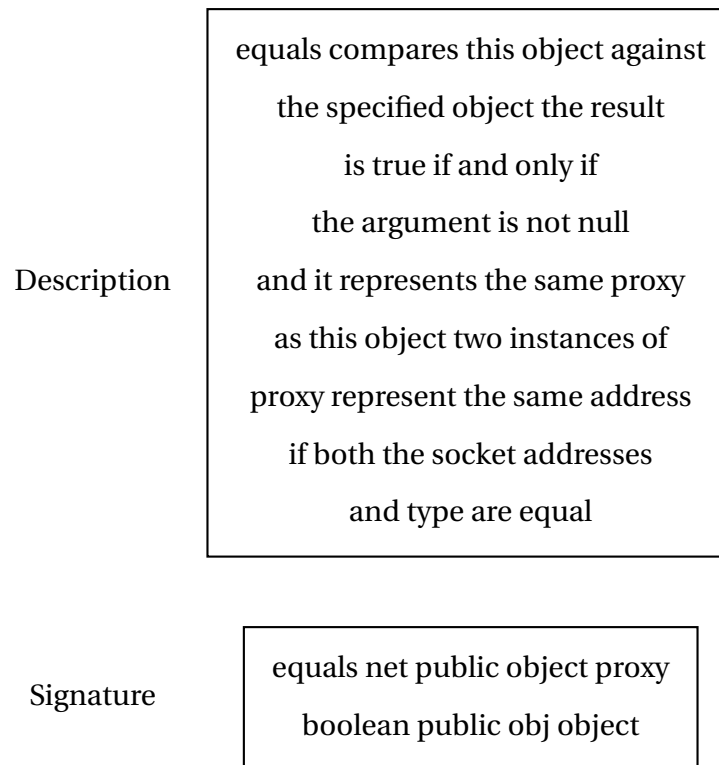 equals compares this object against
the specified object the result
is true if and only if
the argument is not null
Description
and it represents the same proxy
as this object two instances of
proxy represent the same address
if both the socket addresses
and type are equal
equals net public object proxy
Signature
boolean public obj object